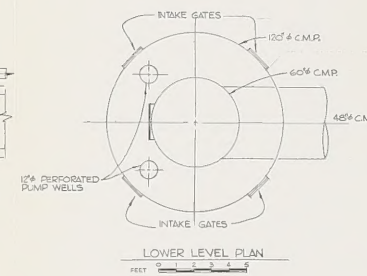 INTAKE GATES
120"⌀ C.M.P.
60"⌀ C.M.P.
48"⌀ C.M
12"⌀ PERFORATED
PUMP WELLS
INTAKE GATES
LOWER LEVEL PLAN
0 1 2 3 4 5
FEET